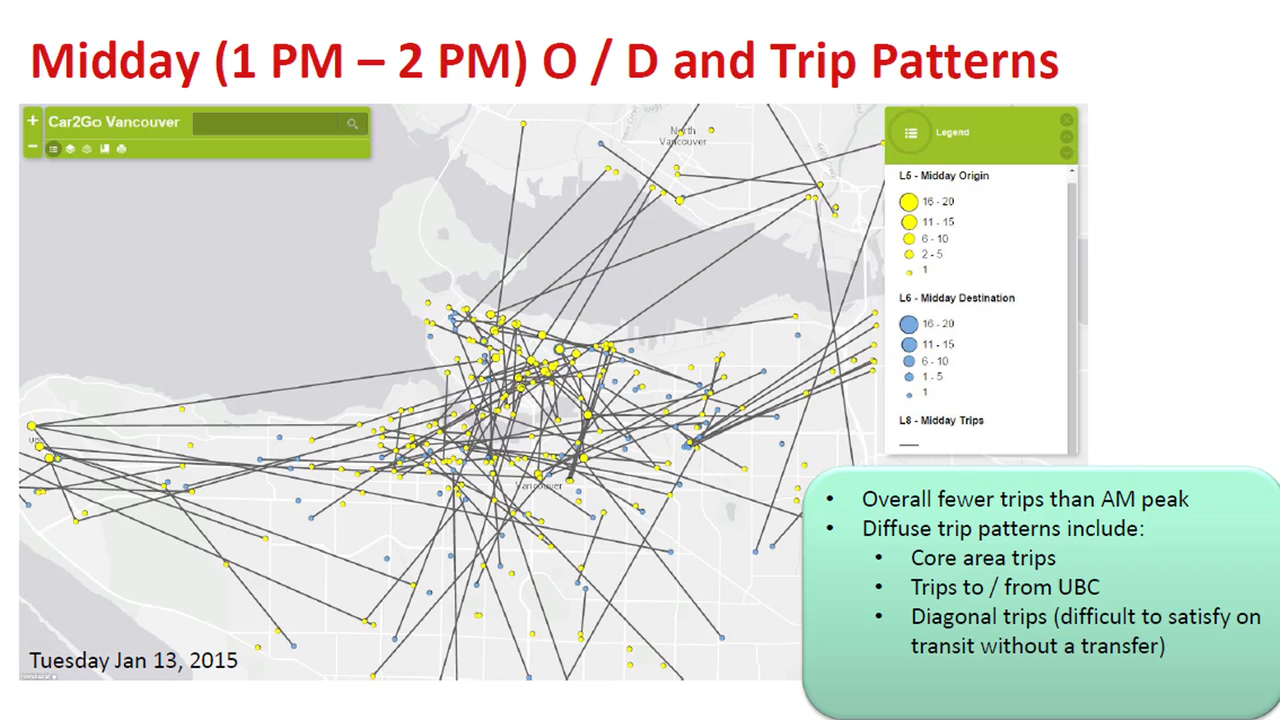 Midday (1 PM – 2 PM) O / D and Trip Patterns
Car2Go Vancouver
North
Vancouver
UBC
Vancouver
Legend
L5 - Midday Origin
16 - 20
11 - 15
6 - 10
2 - 5
1
L6 - Midday Destination
16 - 20
11 - 15
6 - 10
1 - 5
1
L8 - Midday Trips
• Overall fewer trips than AM peak
• Diffuse trip patterns include:
• Core area trips
• Trips to / from UBC
• Diagonal trips (difficult to satisfy on
transit without a transfer)
Tuesday Jan 13, 2015